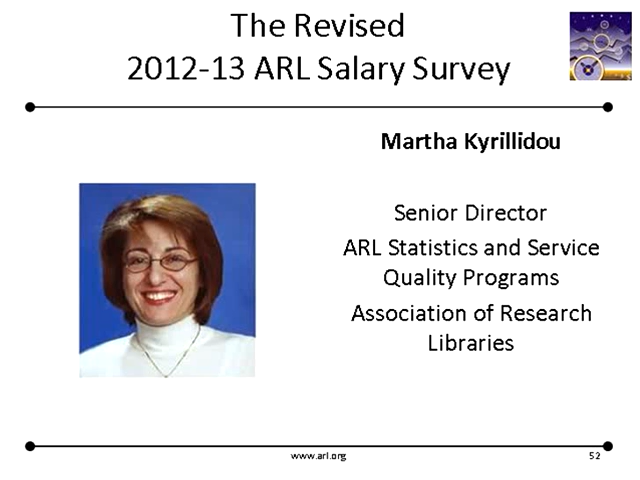 The Revised
2012-13 ARL Salary Survey
Martha Kyrillidou
Senior Director
ARL Statistics and Service
Quality Programs
Association of Research
Libraries
www.arl.org
52